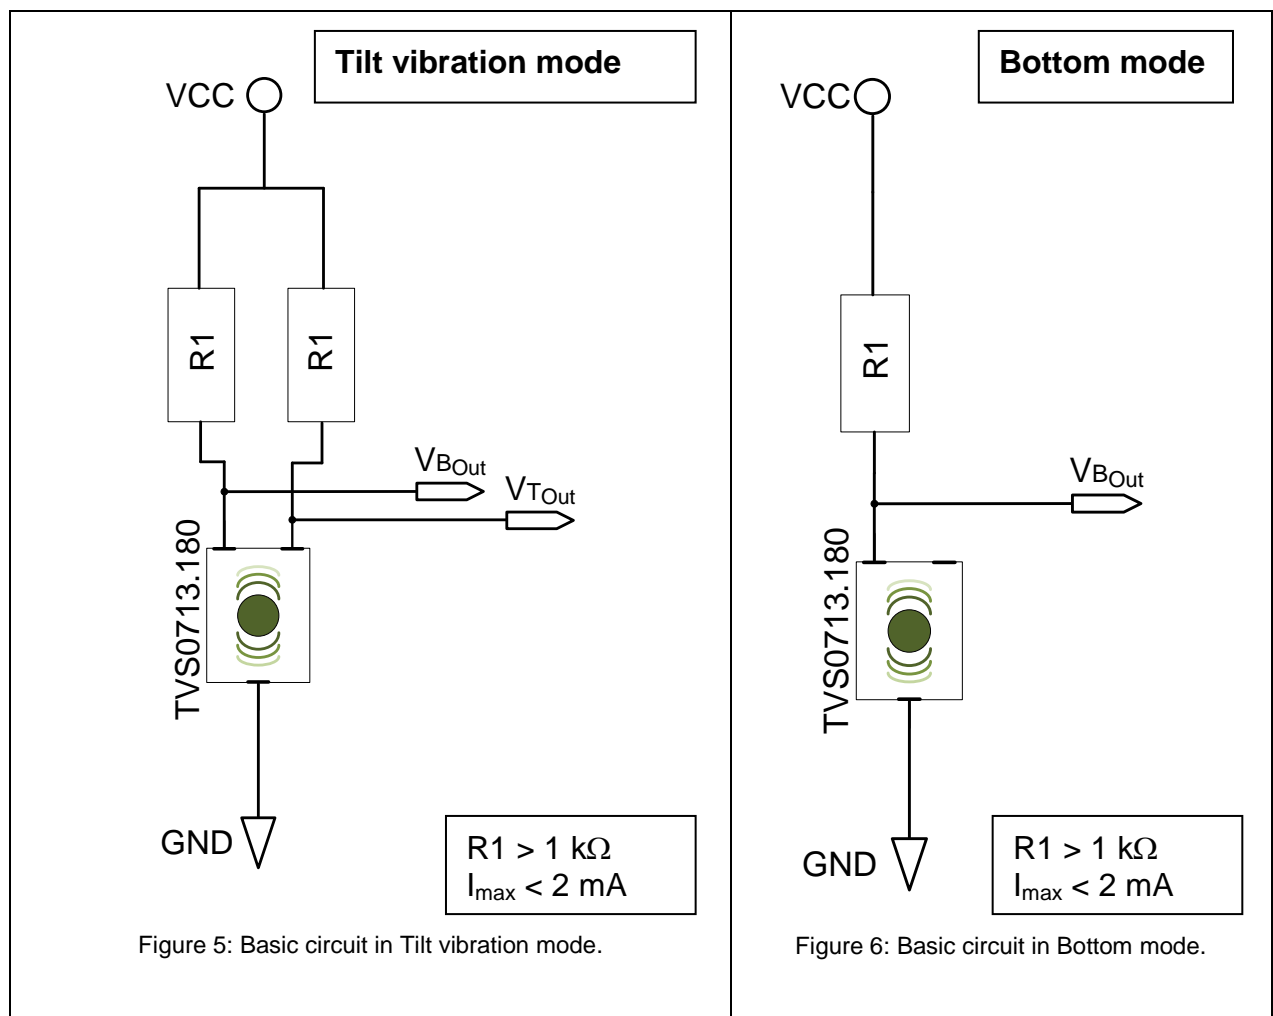 Tilt vibration mode
VCC
R1
R1
VBOut
VTOut
TVS0713.180
GND
R1 > 1 kΩ
Imax < 2 mA
Figure 5: Basic circuit in Tilt vibration mode.
Bottom mode
VCC
R1
VBOut
TVS0713.180
GND
R1 > 1 kΩ
Imax < 2 mA
Figure 6: Basic circuit in Bottom mode.